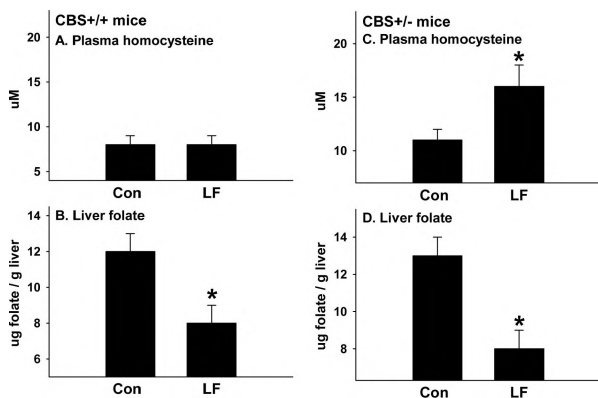 CBS+/+ mice
A. Plasma homocysteine
uM
20
15
10
5
Con LF
B. Liver folate
ug folate / g liver
14
12
10
8
6
*
Con LF
CBS+/- mice
C. Plasma homocysteine
uM
20
15
10
*
Con LF
D. Liver folate
ug folate / g liver
16
14
12
10
8
*
Con LF